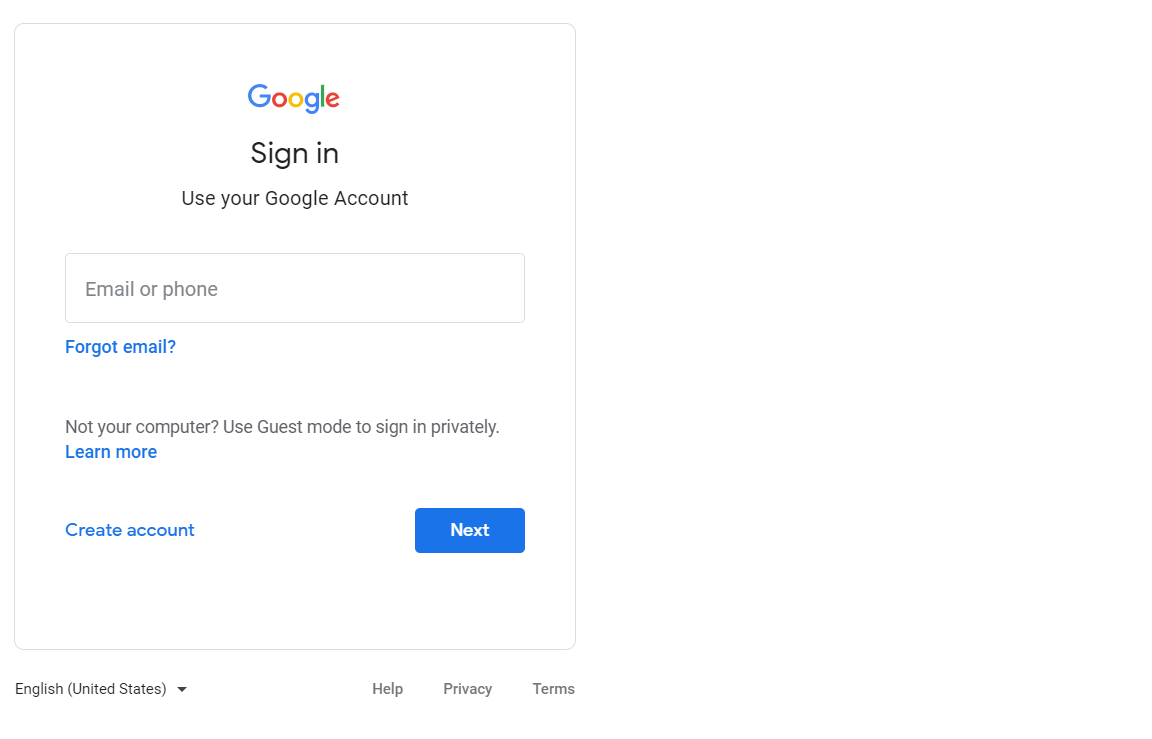 Google
Sign in
Use your Google Account
Email or phone
Forgot email?
Not your computer? Use Guest mode to sign in privately.
Learn more
Create account
Next
English (United States)
Help
Privacy
Terms